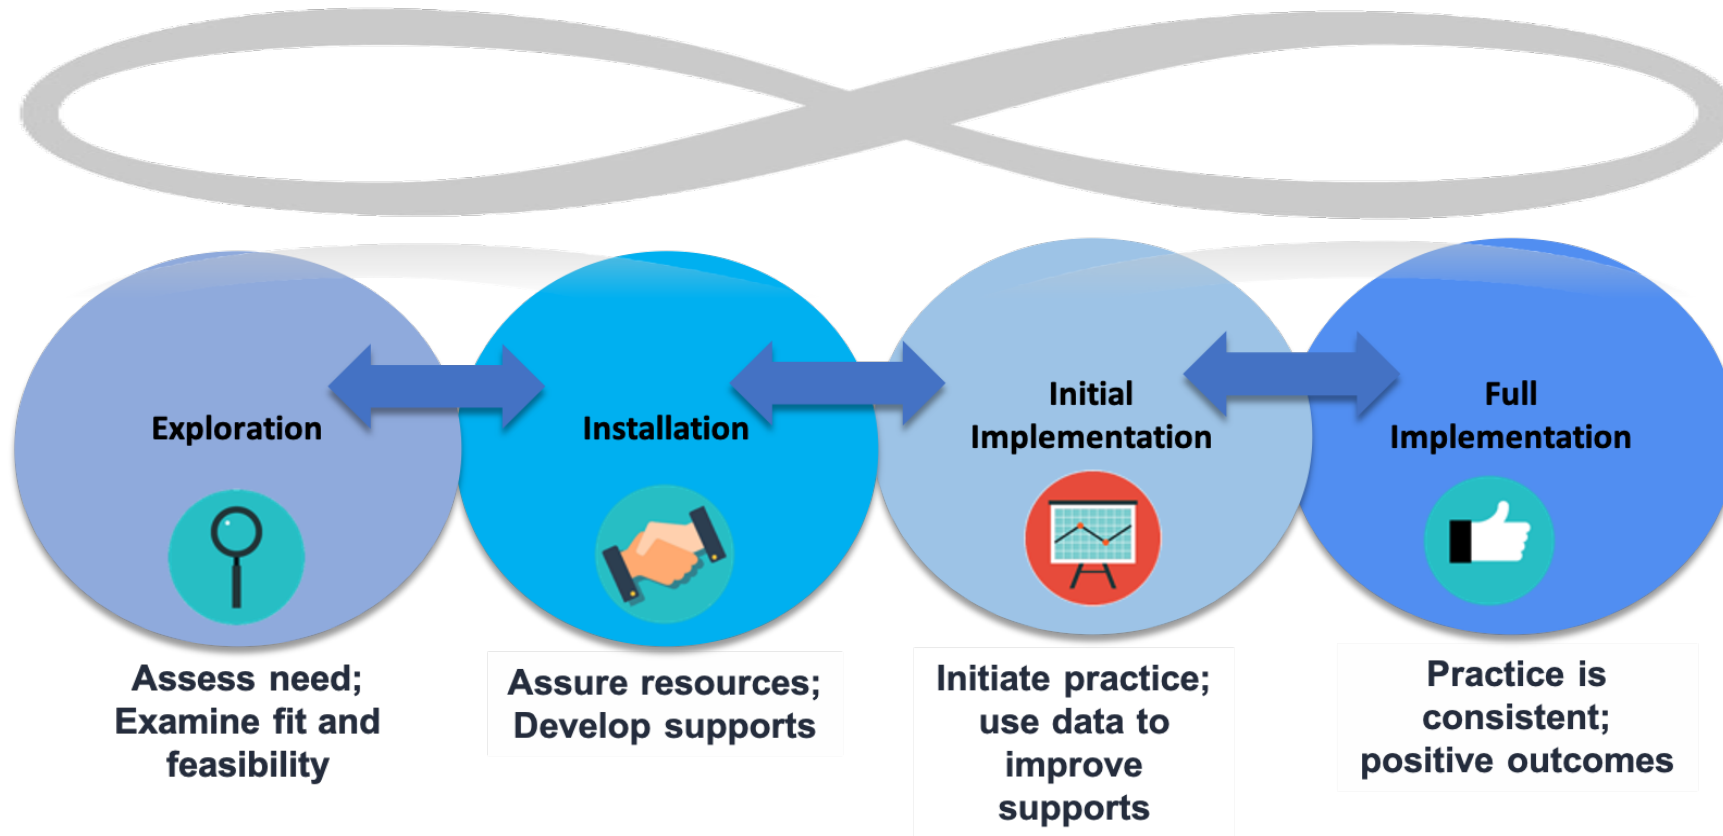 Exploration
Installation
Initial
Implementation
Full
Implementation
Assess need;
Examine fit and
feasibility
Assure resources;
Develop supports
Initiate practice;
use data to
improve
supports
Practice is
consistent;
positive outcomes